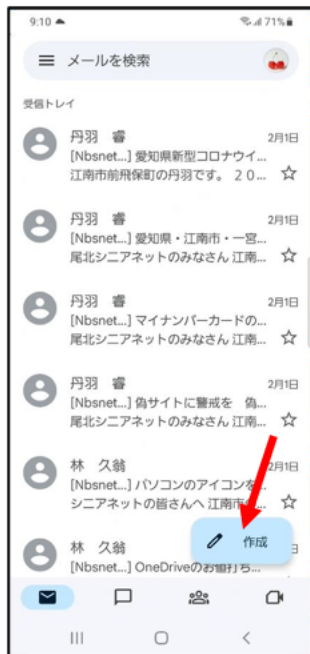 9:10 71%
メールを検索
受信トレイ
丹羽 睿 2月1日
[Nbsnet...] 愛知県新型コロナウイ...
江南市前飛保町の丹羽です。 20...
丹羽 睿 2月1日
[Nbsnet...] 愛知県・江南市・一宮...
尾北シニアネットのみなさん 江南...
丹羽 睿 2月1日
[Nbsnet...] マイナンバーカードの...
尾北シニアネットのみなさん 江南...
丹羽 睿 2月1日
[Nbsnet...] 偽サイトに警戒を 偽...
尾北シニアネットのみなさん 江南...
林 久翁 2月1日
[Nbsnet...] パソコンのアイコンを...
シニアネットの皆さんへ 江南市
林 久翁
作成
[Nbsnet...] OneDriveのお値打ち...